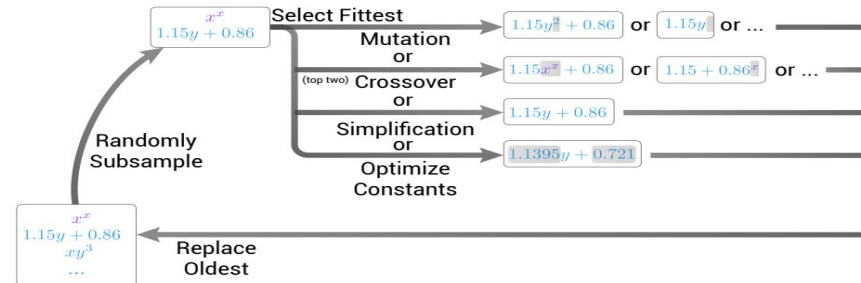 x^x
1.15y + 0.86
Select Fittest
Mutation
or
(top two) Crossover
or
Simplification
or
Optimize
Constants
1.15y^2 + 0.86 or 1.15y or ...
1.15x^x + 0.86 or 1.15 + 0.86^x or ...
1.15y + 0.86
1.1395y + 0.721
Randomly
Subsample
x^x
1.15y + 0.86
xy^3
...
Replace
Oldest